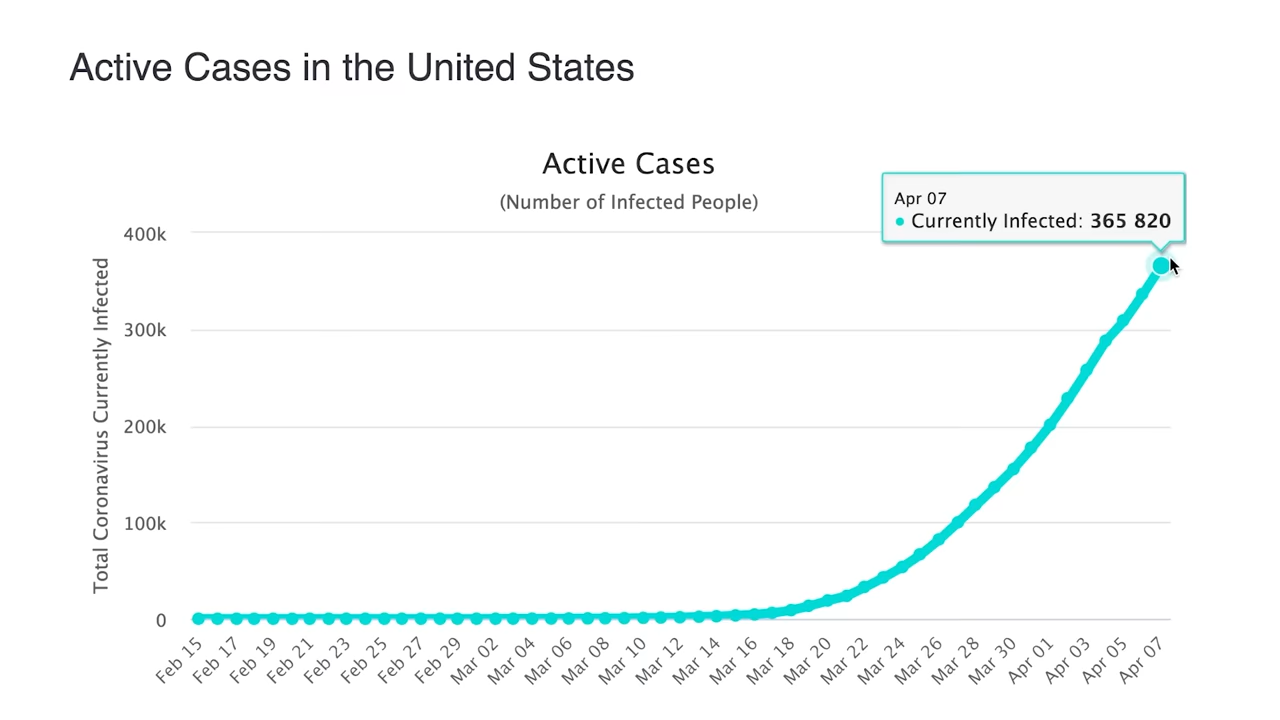 Active Cases in the United States
Active Cases
(Number of Infected People)
Apr 07
Currently Infected: 365 820
Total Coronavirus Currently Infected
400k
300k
200k
100k
0
Feb 15
Feb 17
Feb 19
Feb 21
Feb 23
Feb 25
Feb 27
Feb 29
Mar 02
Mar 04
Mar 06
Mar 08
Mar 10
Mar 12
Mar 14
Mar 16
Mar 18
Mar 20
Mar 22
Mar 24
Mar 26
Mar 28
Mar 30
Apr 01
Apr 03
Apr 05
Apr 07